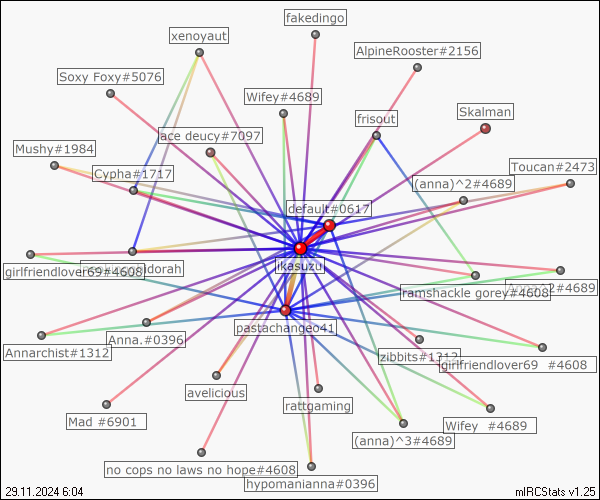 fakedingo
xenoyaut
AlpineRooster#2156
Soxy Foxy#5076
Wifey#4689
Skalman
frisout
ace deucy#7097
Mushy#1984
Toucan#2473
Cypha#1717
(anna)^2#4689
default#0617
ikasuzu
girlfriendlover69#4608
dorah
ramshackle gorey#4608
#4689
pastachangeo41
Anna.#0396
Annarchist#1312
zibbits#1312
girlfriendlover69 #4608
avelicious
rattgaming
Mad #6901
Wifey #4689
(anna)^3#4689
no cops no laws no hope#4608
hypomanianna#0396
29.11.2024 6:04
mIRCStats v1.25